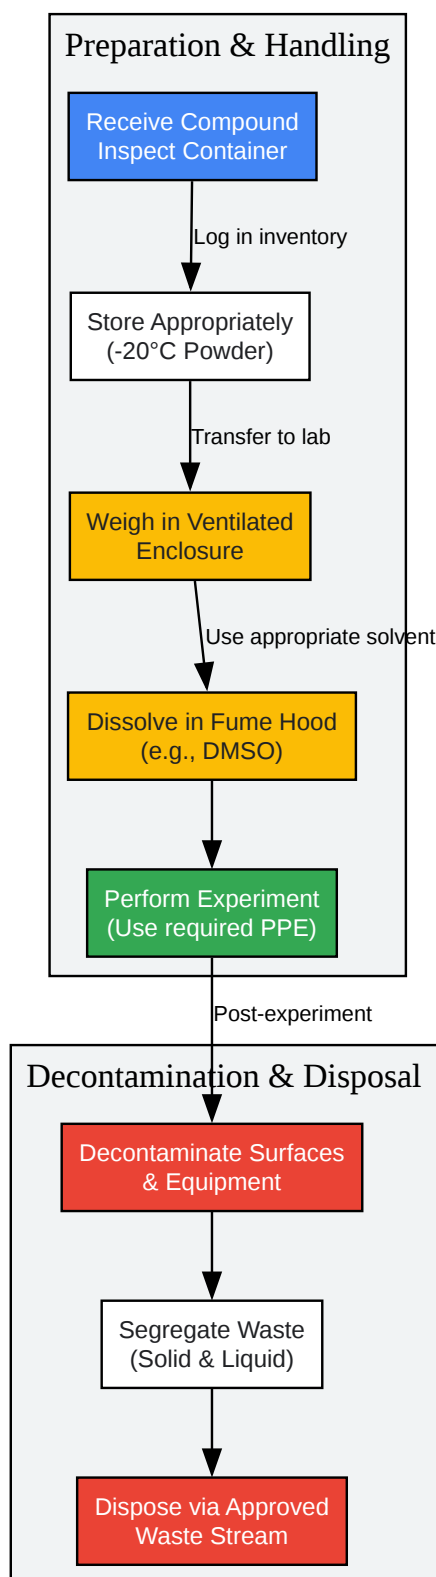 Preparation & Handling
Receive Compound
Inspect Container
Log in inventory
Store Appropriately
(-20°C Powder)
Transfer to lab
Weigh in Ventilated
Enclosure
Use appropriate solvent
Dissolve in Fume Hood
(e.g., DMSO)
Perform Experiment
(Use required PPE)
Post-experiment
Decontamination & Disposal
Decontaminate Surfaces
& Equipment
Segregate Waste
(Solid & Liquid)
Dispose via Approved
Waste Stream